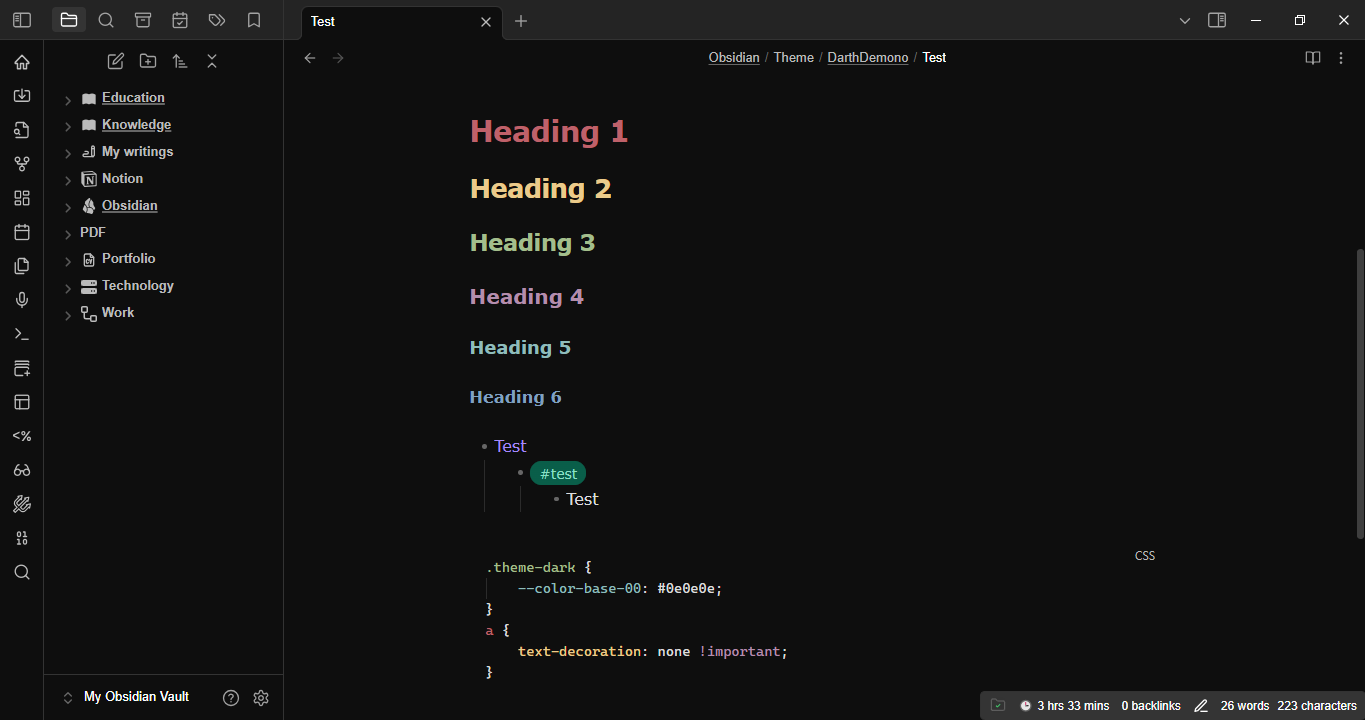 Test
Obsidian / Theme / DarthDemono / Test
Education
Knowledge
My writings
Notion
Obsidian
PDF
Portfolio
Technology
Work
<%
Heading 1
Heading 2
Heading 3
Heading 4
Heading 5
Heading 6
Test
#test
Test
CSS
.theme-dark {
--color-base-00: #0e0e0e;
}
a {
text-decoration: none !important;
}
My Obsidian Vault
3 hrs 33 mins 0 backlinks 26 words 223 characters